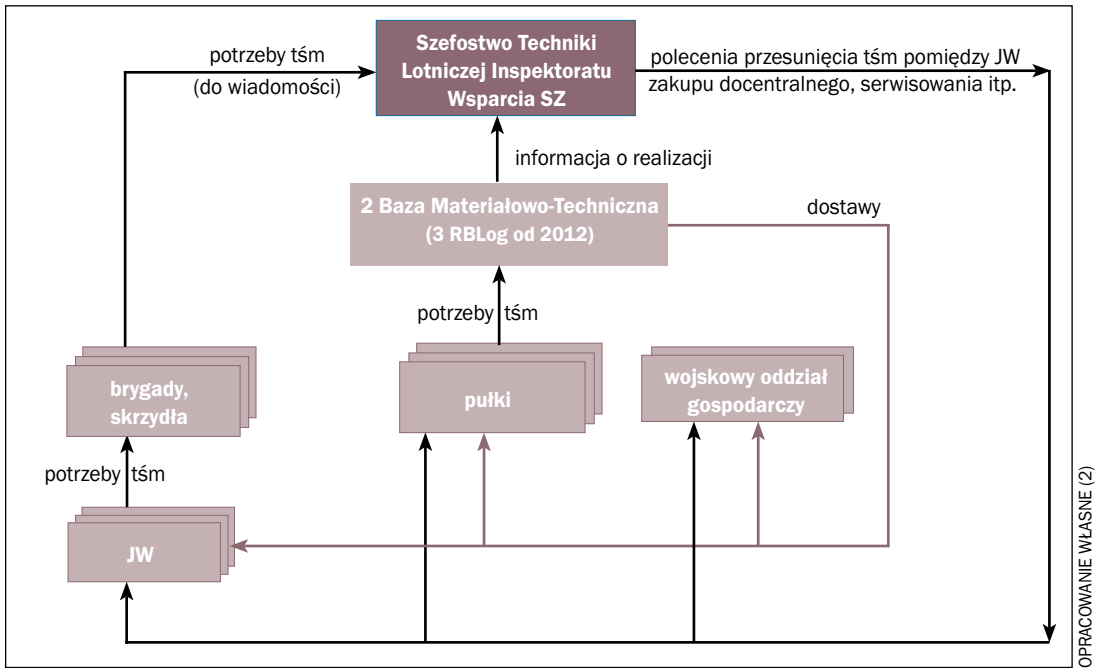 potrzeby tśm
(do wiadomości)
Szefostwo Techniki
Lotniczej Inspektoratu
Wsparcia SZ
polecenia przesunięcia tśm pomiędzy JW
zakupu docentralnego, serwisowania itp.
informacja o realizacji
2 Baza Materiałowo-Techniczna
(3 RBLog od 2012)
dostawy
potrzeby tśm
brygady,
skrzydła
pułki
wojskowy oddział
gospodarczy
potrzeby tśm
JW
OPRACOWANIE WŁASNE (2)